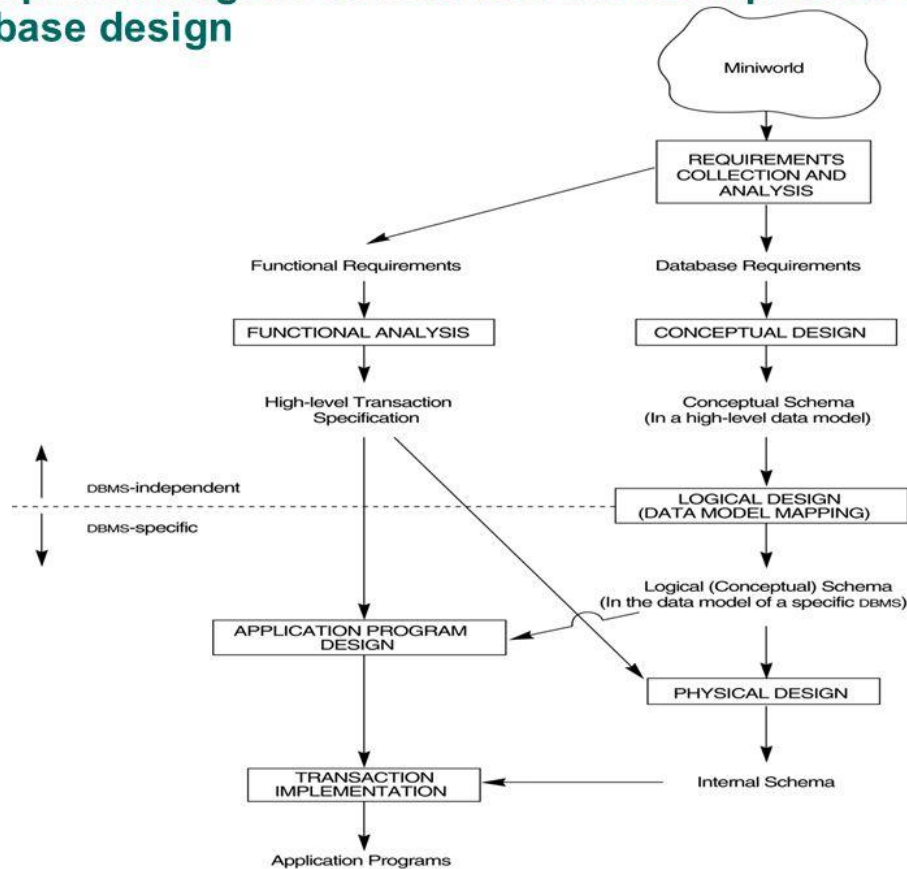 base design
Miniworld
REQUIREMENTS
COLLECTION AND
ANALYSIS
Functional Requirements
Database Requirements
FUNCTIONAL ANALYSIS
CONCEPTUAL DESIGN
High-level Transaction
Specification
Conceptual Schema
(In a high-level data model)
DBMS-independent
LOGICAL DESIGN
(DATA MODEL MAPPING)
DBMS-specific
Logical (Conceptual) Schema
(In the data model of a specific DBMS)
APPLICATION PROGRAM
DESIGN
PHYSICAL DESIGN
TRANSACTION
IMPLEMENTATION
Internal Schema
Application Programs